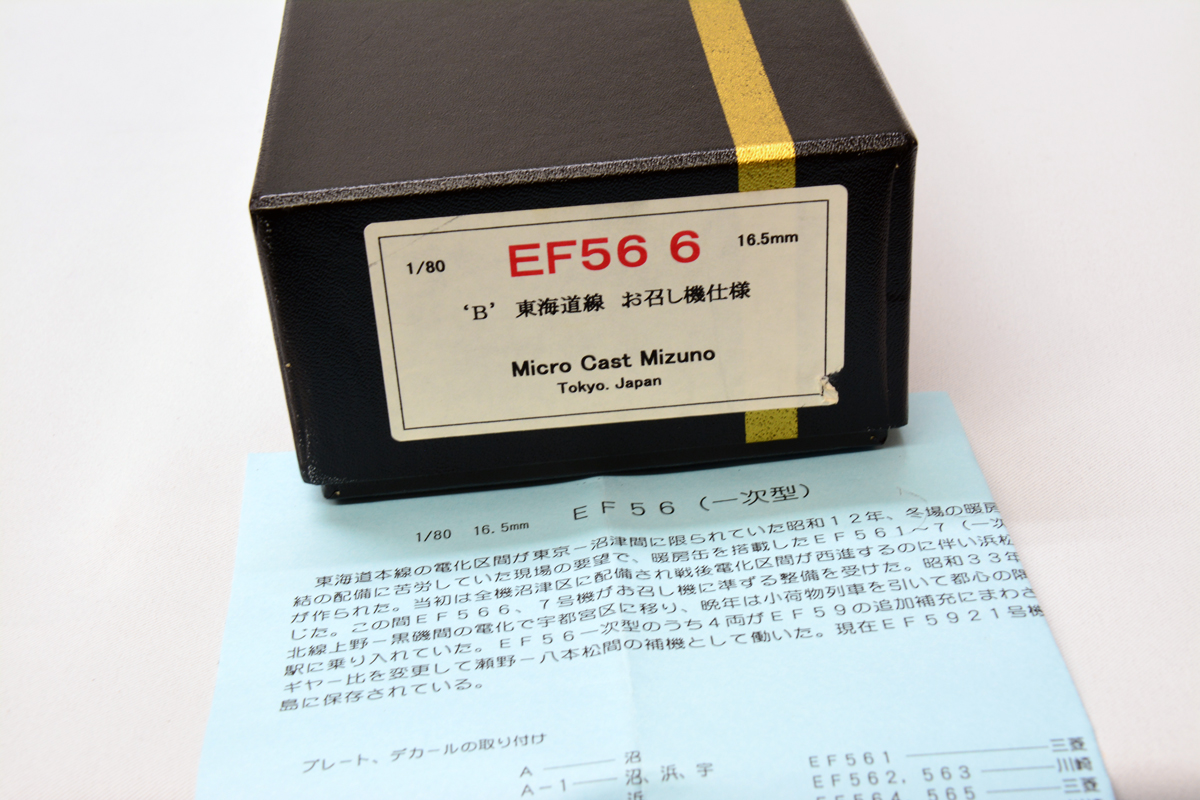 1/80 EF56 6 16.5mm
‘B’ 東海道線 お召し機仕様
Micro Cast Mizuno
Tokyo. Japan
EF56（一次型）
1/80 16.5mm
東海道本線の電化区間が東京－沼津間に限られていた昭和12年、冬場の暖房
結の配備に苦労していた現場の要望で、暖房缶を搭載したEF561～7（一次
が作られた。当初は全機沼津区に配備され戦後電化区間が西進するのに伴い浜松
じた。この間EF566、7号機がお召し機に準ずる整備を受けた。昭和33年
北線上野－黒磯間の電化で宇都宮区に移り、晩年は小荷物列車を引いて都心の隅
駅に乗り入れていた。EF56一次型のうち4両がEF59の追加補充にまわさ
ギヤー比を変更して瀬野－八本松間の補機として働いた。現在EF5921号機
島に保存されている。
プレート、デカールの取り付け
A ――― 沼
A－1 ――― 沼、浜、宇
浜
EF561 ――― 三菱
EF562，563 ――― 川崎
EF564，565 ――― 三菱